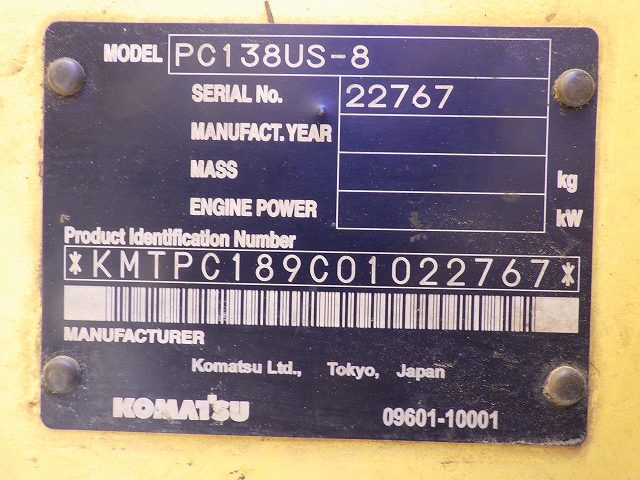 MODEL PC138US-8
SERIAL No. 22767
MANUFACT. YEAR
MASS kg
ENGINE POWER kW
Product Identification Number
*KMTPC189C01022767*
MANUFACTURER
Komatsu Ltd., Tokyo, Japan
KOMATSU 09601-10001